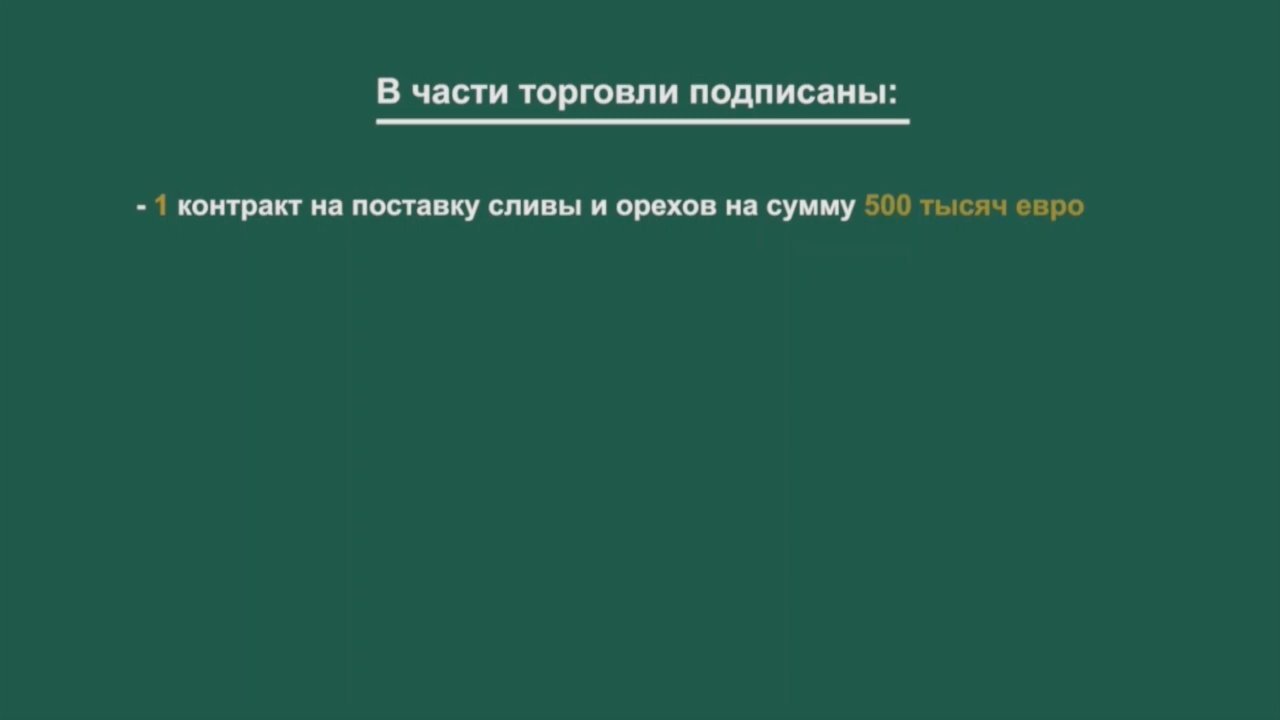 В части торговли подписаны:
- 1 контракт на поставку сливы и орехов на сумму 500 тысяч евро